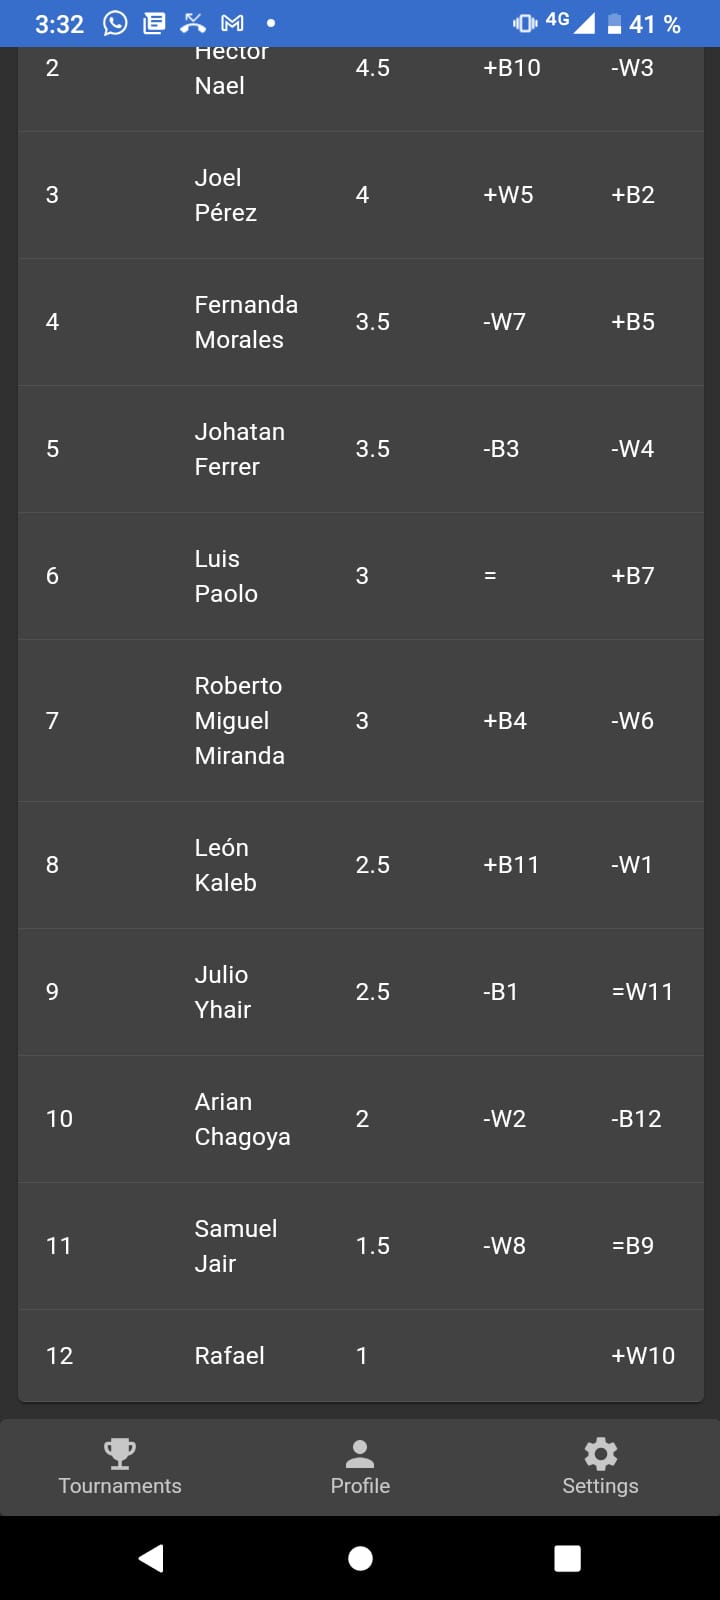 3:32 4G 41 %
2 Hector Nael 4.5 +B10 -W3
3 Joel Pérez 4 +W5 +B2
4 Fernanda Morales 3.5 -W7 +B5
5 Johatan Ferrer 3.5 -B3 -W4
6 Luis Paolo 3 = +B7
7 Roberto Miguel Miranda 3 +B4 -W6
8 León Kaleb 2.5 +B11 -W1
9 Julio Yhair 2.5 -B1 =W11
10 Arian Chagoya 2 -W2 -B12
11 Samuel Jair 1.5 -W8 =B9
12 Rafael 1 +W10
Tournaments Profile Settings